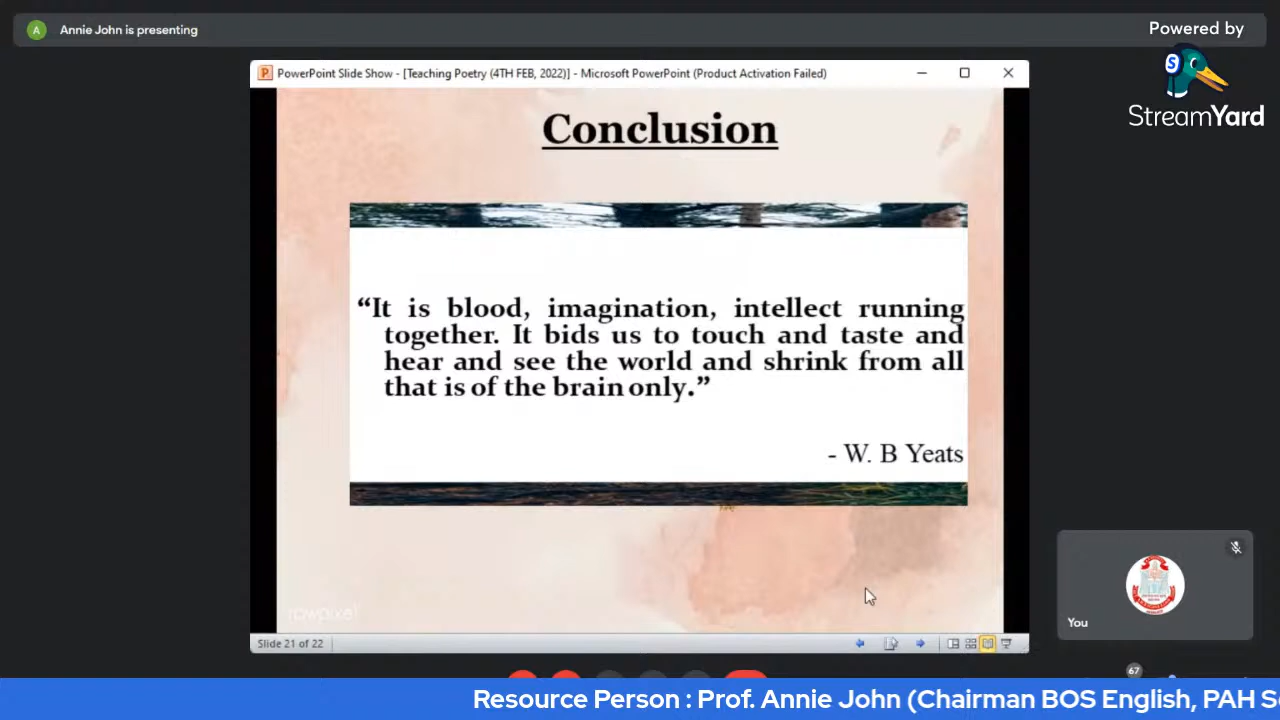 A
Annie John is presenting
Powered by
S
StreamYard
PowerPoint Slide Show - [Teaching Poetry (4TH FEB, 2022)] - Microsoft PowerPoint (Product Activation Failed)
Conclusion
“It is blood, imagination, intellect running
together. It bids us to touch and taste and
hear and see the world and shrink from all
that is of the brain only.”
- W. B Yeats
rawpixel
You
Slide 21 of 22
67
Resource Person : Prof. Annie John (Chairman BOS English, PAH S